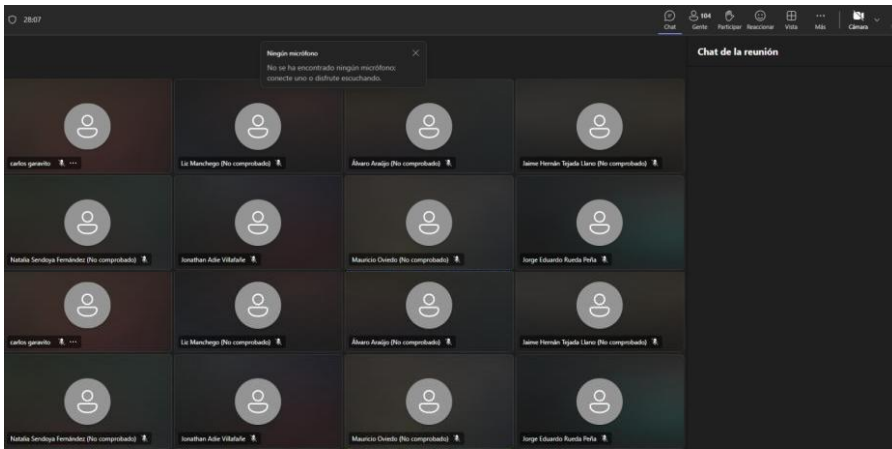 28:07
Chat
104
Gente
Participar
Reaccionar
Vista
Más
Cámara
Ningún micrófono
No se ha encontrado ningún micrófono;
conecte uno o disfrute escuchando.
Chat de la reunión
carlos garavito
Lic Manchego (No comprobado)
Álvaro Araújo (No comprobado)
Jaime Hernán Tejada Llano (No comprobado)
Natalia Sendoya Fernández (No comprobado)
Jonathan Adie Villafañe
Mauricio Oviedo (No comprobado)
Jorge Eduardo Rueda Peña
carlos garavito
Lic Manchego (No comprobado)
Álvaro Araújo (No comprobado)
Jaime Hernán Tejada Llano (No comprobado)
Natalia Sendoya Fernández (No comprobado)
Jonathan Adie Villafañe
Mauricio Oviedo (No comprobado)
Jorge Eduardo Rueda Peña